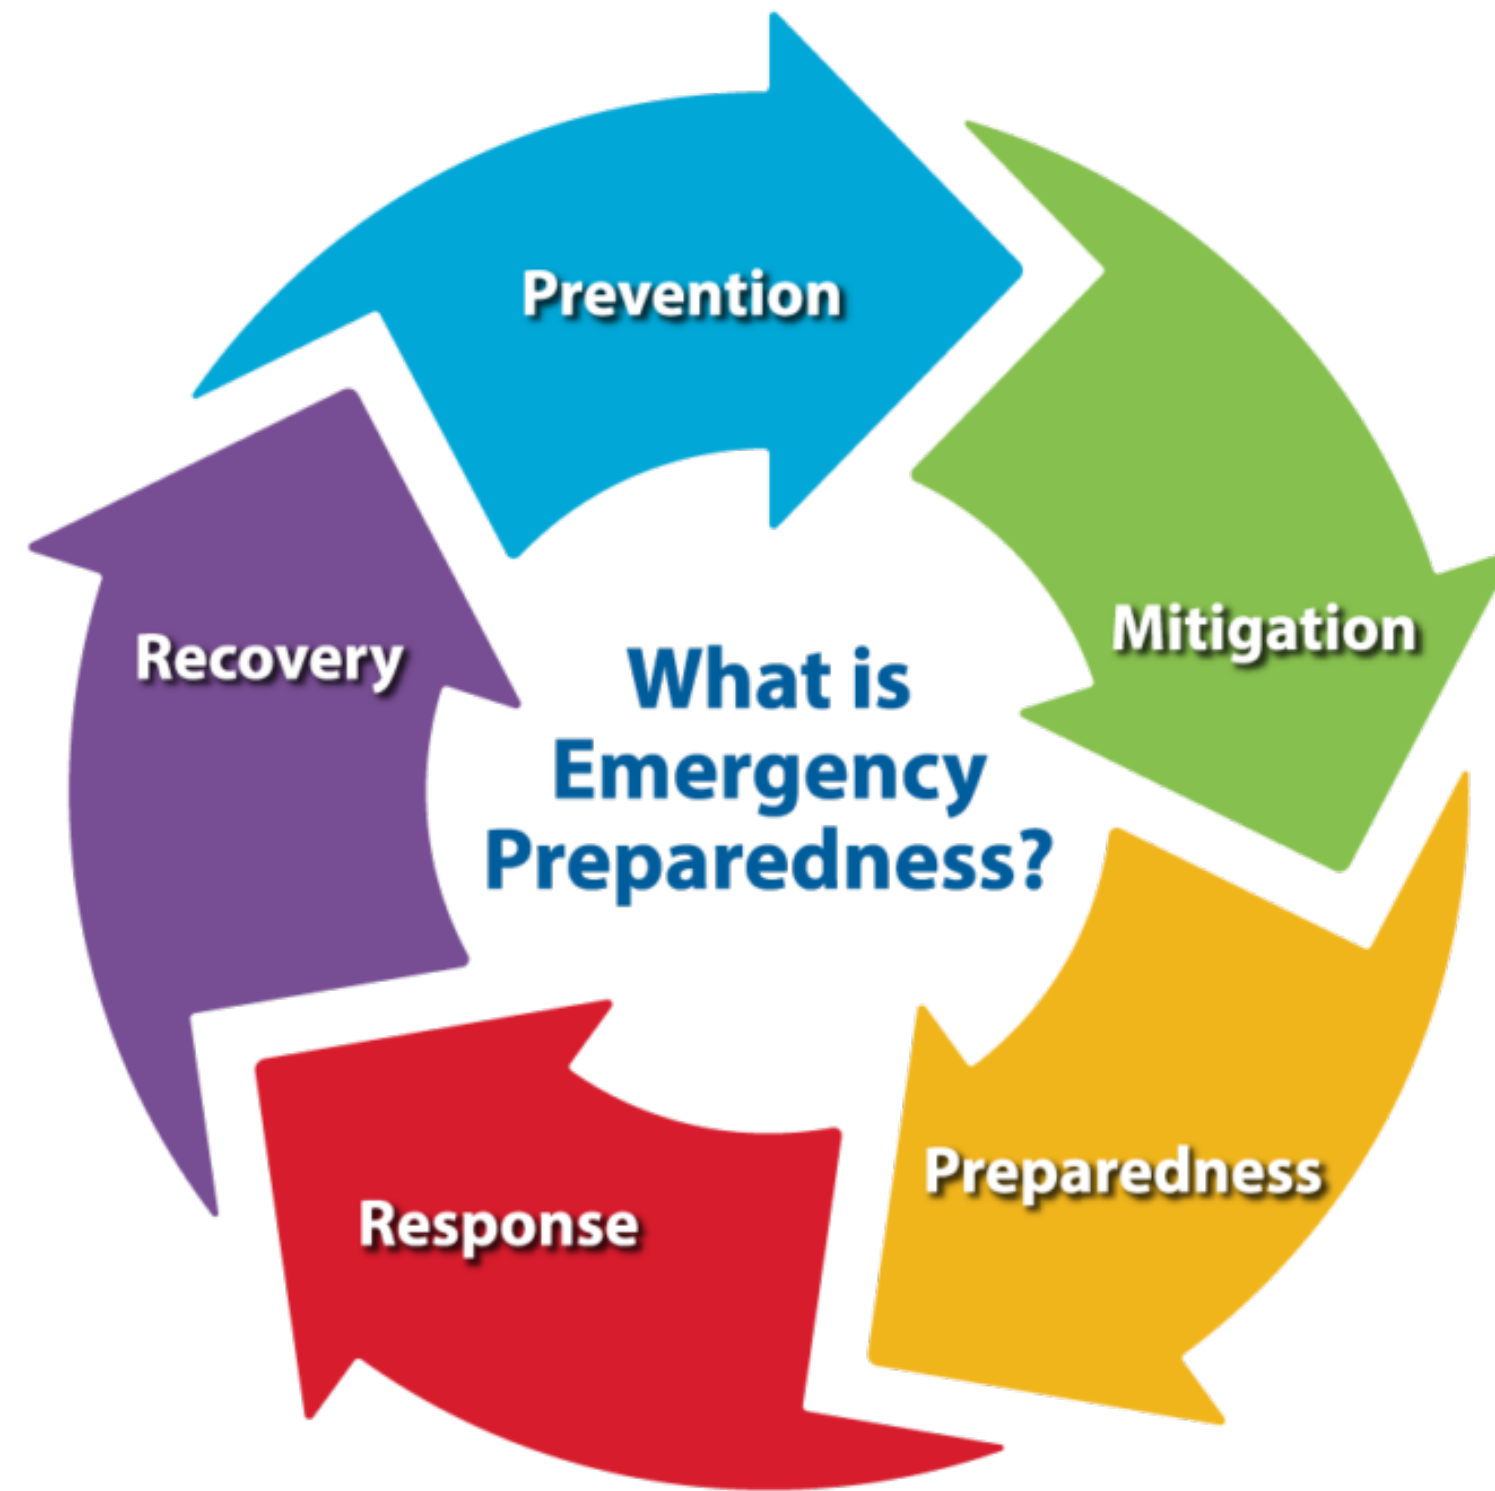 Prevention
Mitigation
Preparedness
Response
Recovery
What is
Emergency
Preparedness?